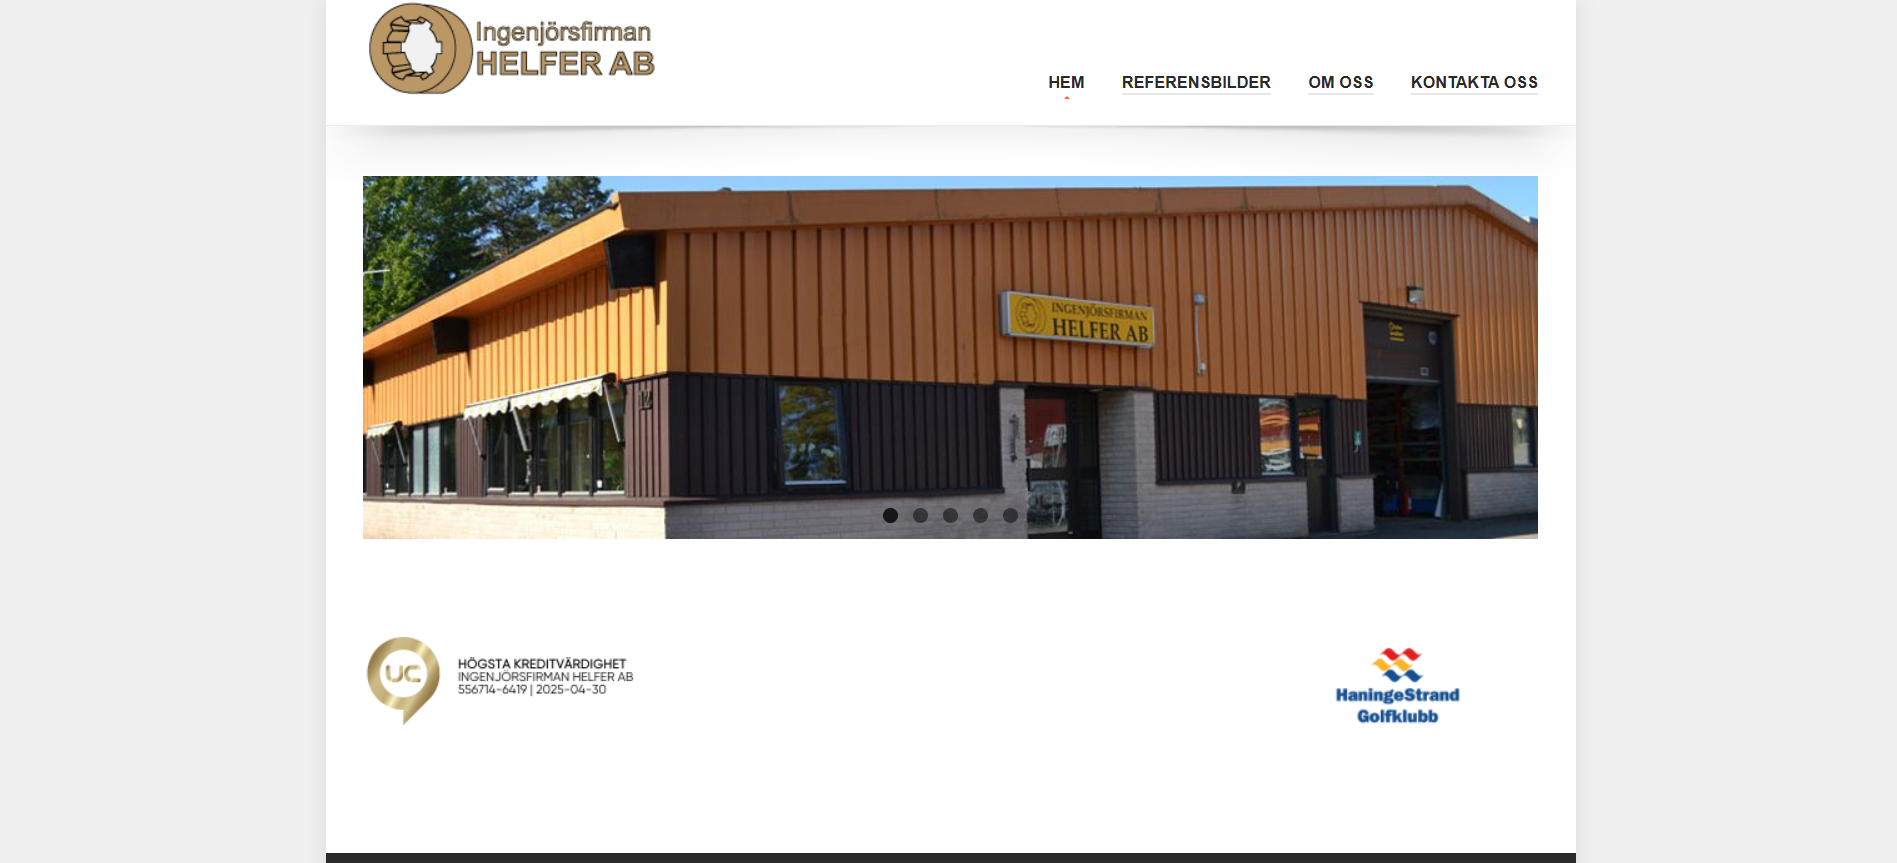 Ingenjörsfirman
HELFER AB
HEM
REFERENSBILDER
OM OSS
KONTAKTA OSS
INGENJÖRSFIRMAN
HELFER AB
12
UC
HÖGSTA KREDITVÄRDIGHET
INGENJÖRSFIRMAN HELFER AB
556714-6419 | 2025-04-30
HaningeStrand
Golfklubb